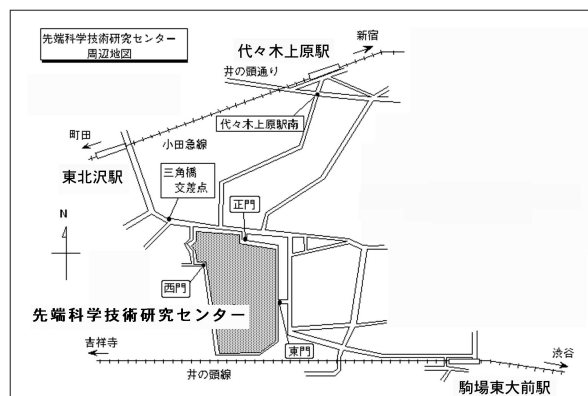 先端科学技術研究センター
周辺地図
新宿
代々木上原駅
井の頭通り
代々木上原駅南
町田
小田急線
東北沢駅
三角橋
交差点
正門
N
西門
先端科学技術研究センター
吉祥寺
東門
渋谷
井の頭線
駒場東大前駅